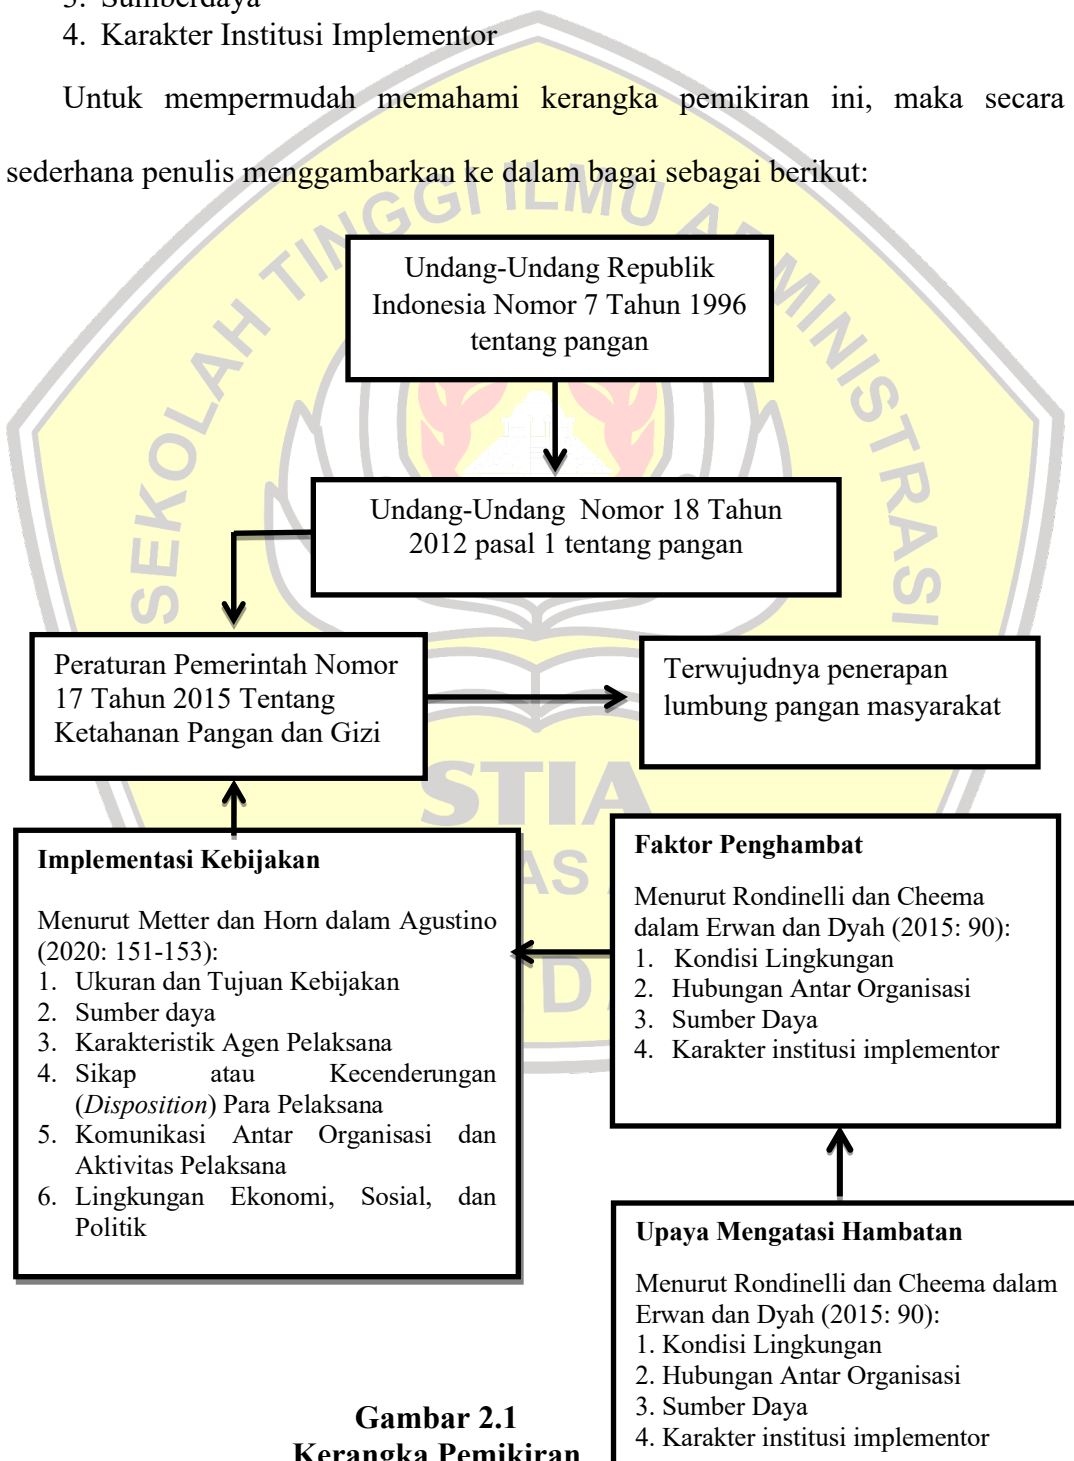 3. Sumberdaya
4. Karakter Institusi Implementor
Untuk mempermudah memahami kerangka pemikiran ini, maka secara
sederhana penulis menggambarkan ke dalam bagai sebagai berikut:
SEKOLAH TINGGI ILMU ADMINISTRASI
Undang-Undang Republik
Indonesia Nomor 7 Tahun 1996
tentang pangan
Undang-Undang Nomor 18 Tahun
2012 pasal 1 tentang pangan
Peraturan Pemerintah Nomor
17 Tahun 2015 Tentang
Ketahanan Pangan dan Gizi
Terwujudnya penerapan
lumbung pangan masyarakat
STIA
Implementasi Kebijakan
Menurut Metter dan Horn dalam Agustino
(2020: 151-153):
1. Ukuran dan Tujuan Kebijakan
2. Sumber daya
3. Karakteristik Agen Pelaksana
4. Sikap atau Kecenderungan
(Disposition) Para Pelaksana
5. Komunikasi Antar Organisasi dan
Aktivitas Pelaksana
6. Lingkungan Ekonomi, Sosial, dan
Politik
Faktor Penghambat
Menurut Rondinelli dan Cheema
dalam Erwan dan Dyah (2015: 90):
1. Kondisi Lingkungan
2. Hubungan Antar Organisasi
3. Sumber Daya
4. Karakter institusi implementor
Upaya Mengatasi Hambatan
Menurut Rondinelli dan Cheema dalam
Erwan dan Dyah (2015: 90):
1. Kondisi Lingkungan
2. Hubungan Antar Organisasi
3. Sumber Daya
4. Karakter institusi implementor
Gambar 2.1
Kerangka Pemikiran